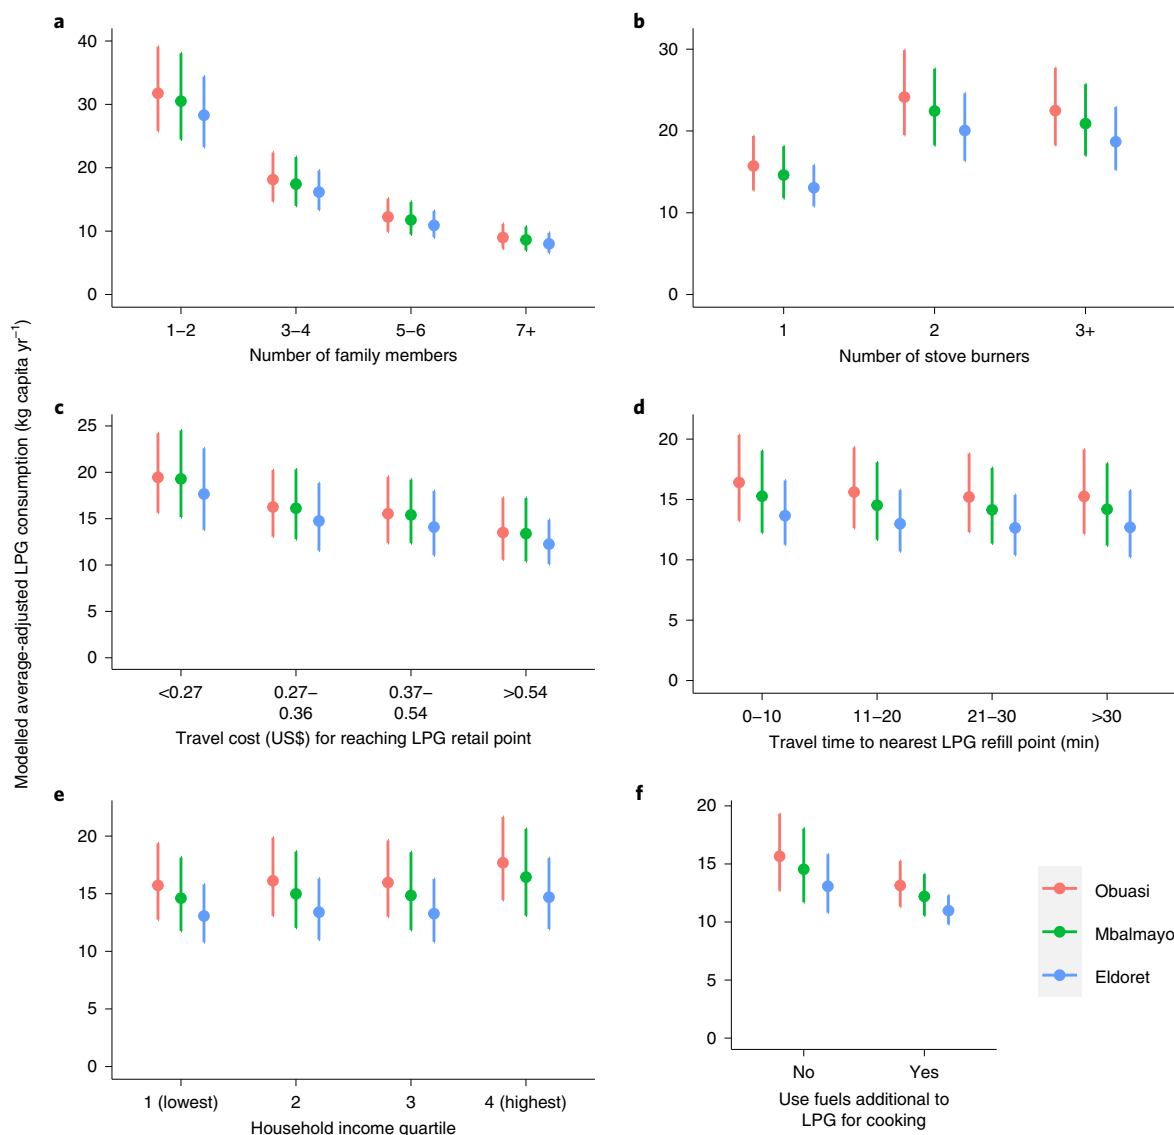 Modelled average-adjusted LPG consumption (kg capita yr⁻¹)
a
40
30
20
10
0
1–2 3–4 5–6 7+
Number of family members
b
30
20
10
0
1 2 3+
Number of stove burners
c
25
20
15
10
5
0
<0.27 0.27– 0.37– >0.54
0.36 0.54
Travel cost (US$) for reaching LPG retail point
d
20
15
10
5
0
0–10 11–20 21–30 >30
Travel time to nearest LPG refill point (min)
e
20
15
10
5
0
1 (lowest) 2 3 4 (highest)
Household income quartile
f
20
15
10
5
0
No Yes
Use fuels additional to
LPG for cooking
Obuasi
Mbalmayo
Eldoret